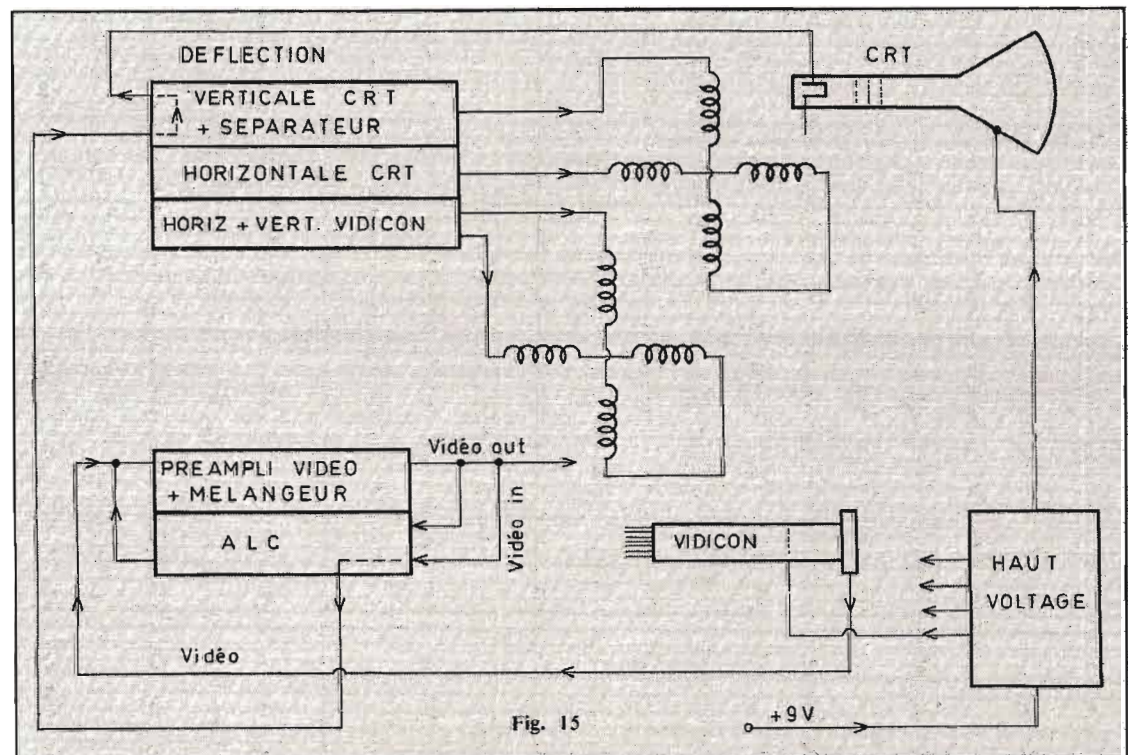 DEFLECTION
CRT
VERTICALE CRT
+ SEPARATEUR
HORIZONTALE CRT
HORIZ + VERT. VIDICON
Vidéo out
PREAMPLI VIDEO
+ MELANGEUR
ALC
Vidéo in
VIDICON
HAUT
VOLTAGE
Vidéo
Fig. 15
+9V